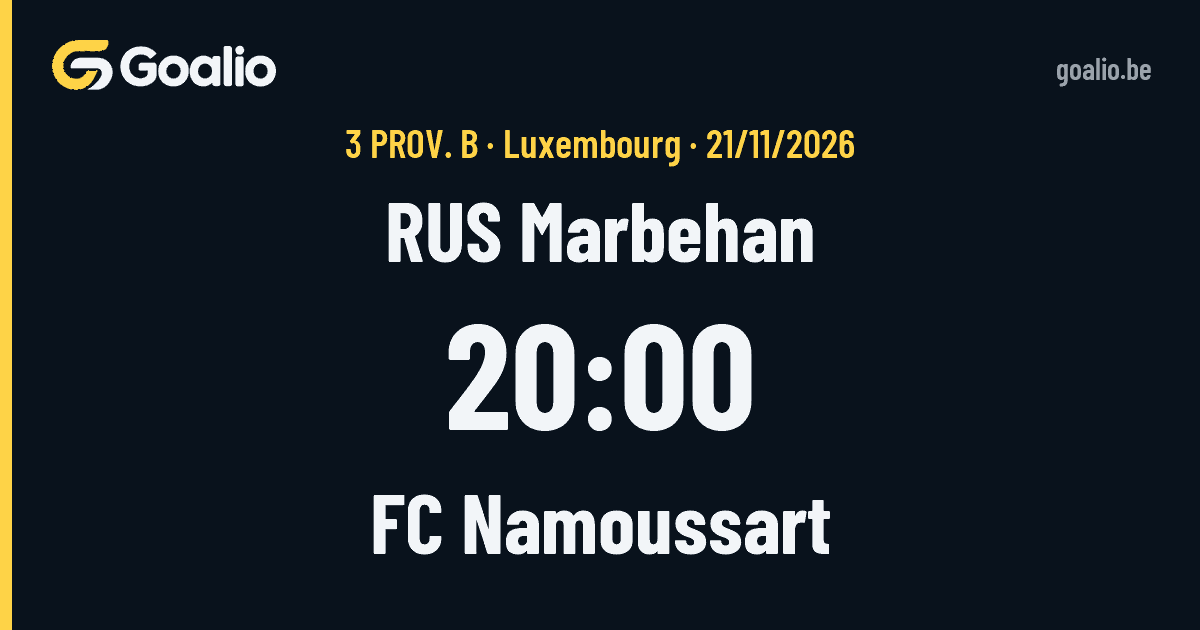 Goalio
goalio.be
3 PROV. B · Luxembourg · 21/11/2026
RUS Marbehan
20:00
FC Namoussart